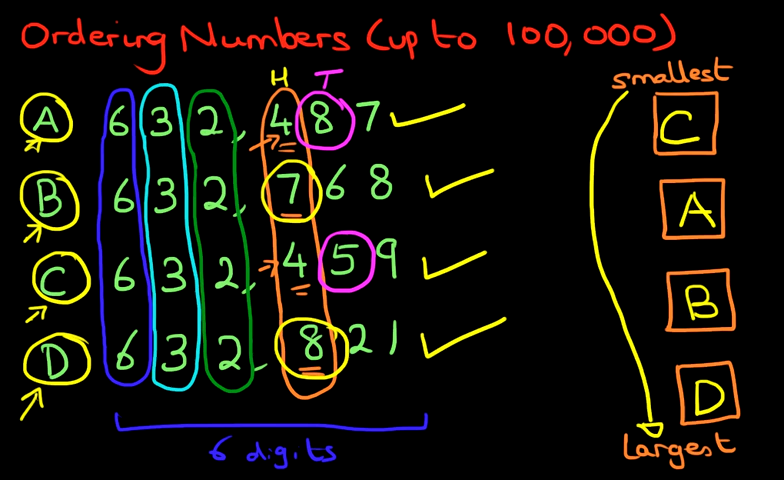 Ordering Numbers (up to 100,000)
H T
smallest
A 632,487
C
B 632,768
A
C 632,459
B
D 632,821
D
6 digits
largest